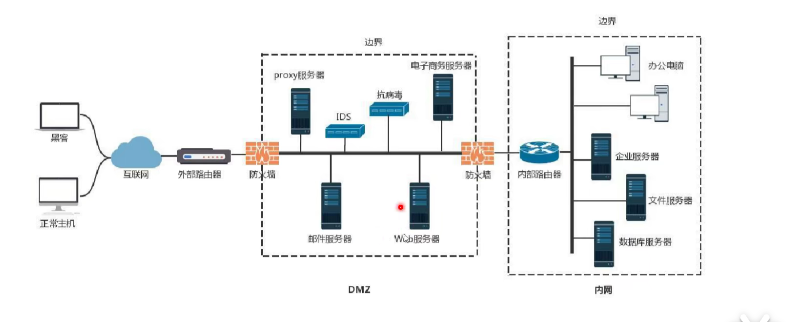 边界
边界
proxy服务器
IDS
抗病毒
电子商务服务器
办公电脑
黑客
互联网
外部路由器
防火墙
防火墙
内部路由器
企业服务器
正常主机
邮件服务器
Web服务器
文件服务器
数据库服务器
DMZ
内网